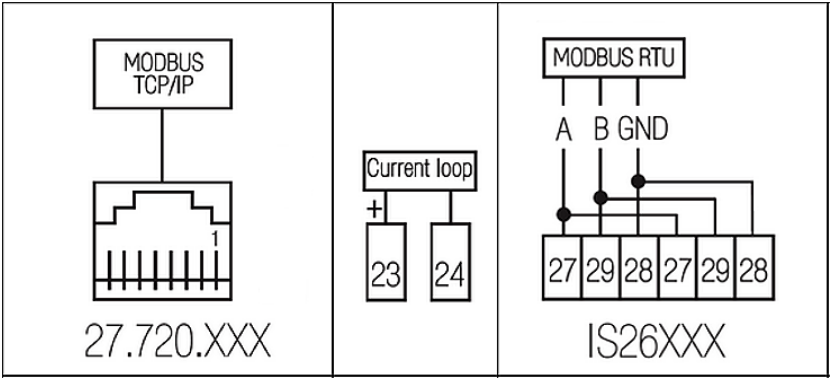 MODBUS
TCP/IP
1
27.720.XXX
Current loop
+
23 24
MODBUS RTU
A B GND
27 29 28 27 29 28
IS26XXX